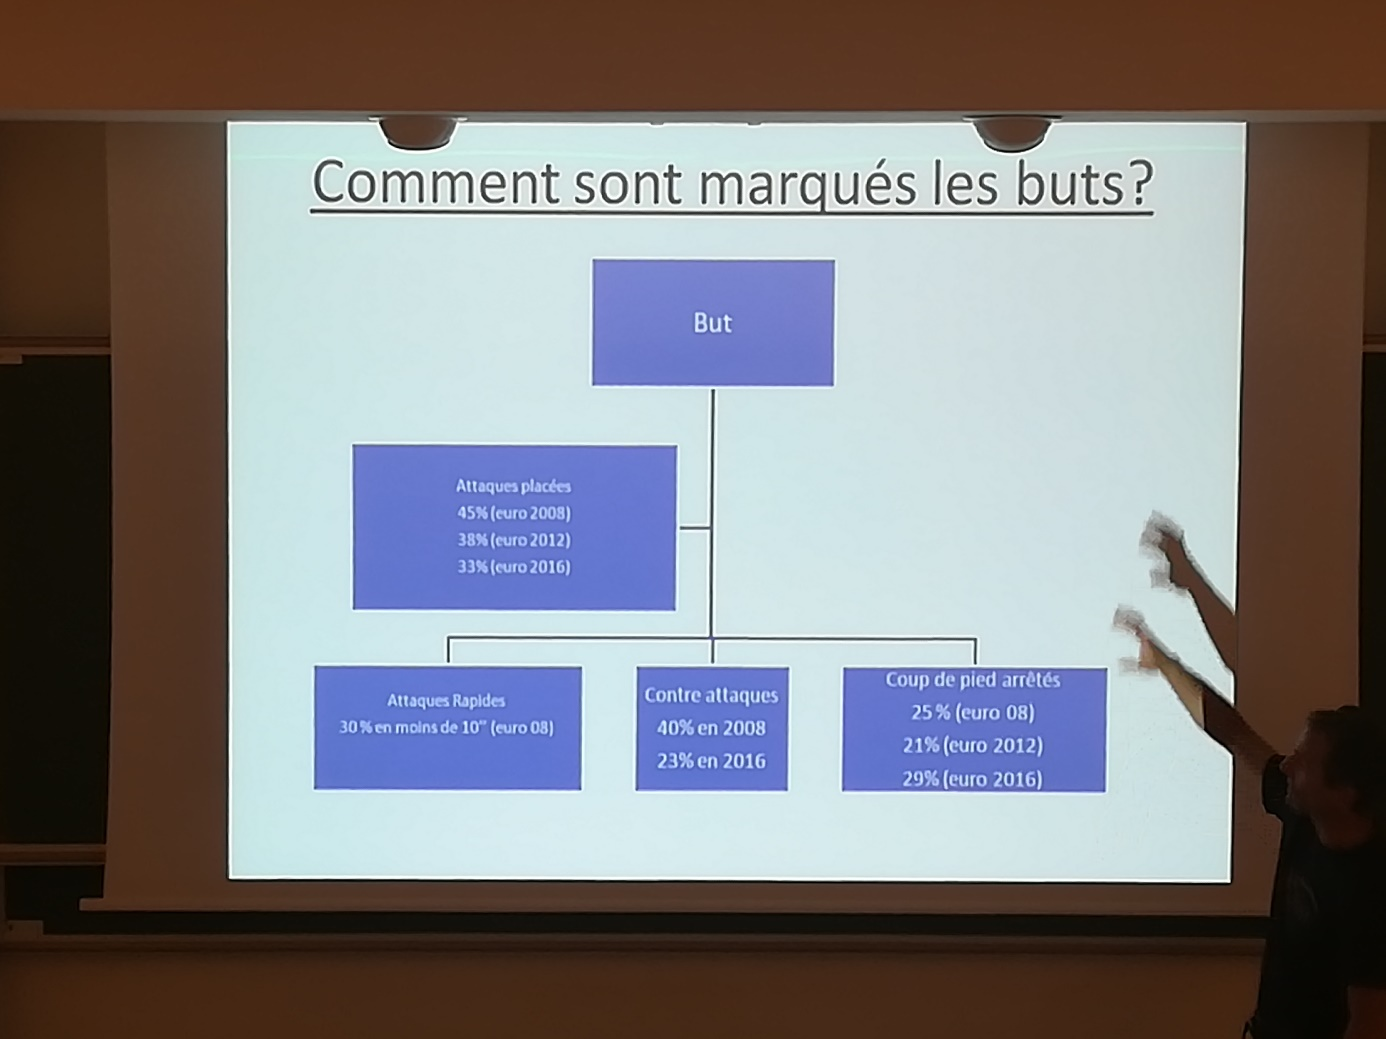 Comment sont marqués les buts?
But
Attaques placées
45% (euro 2008)
38% (euro 2012)
33% (euro 2016)
Attaques Rapides
30% en moins de 10'' (euro 08)
Contre attaques
40% en 2008
23% en 2016
Coup de pied arrêtés
25% (euro 08)
21% (euro 2012)
29% (euro 2016)